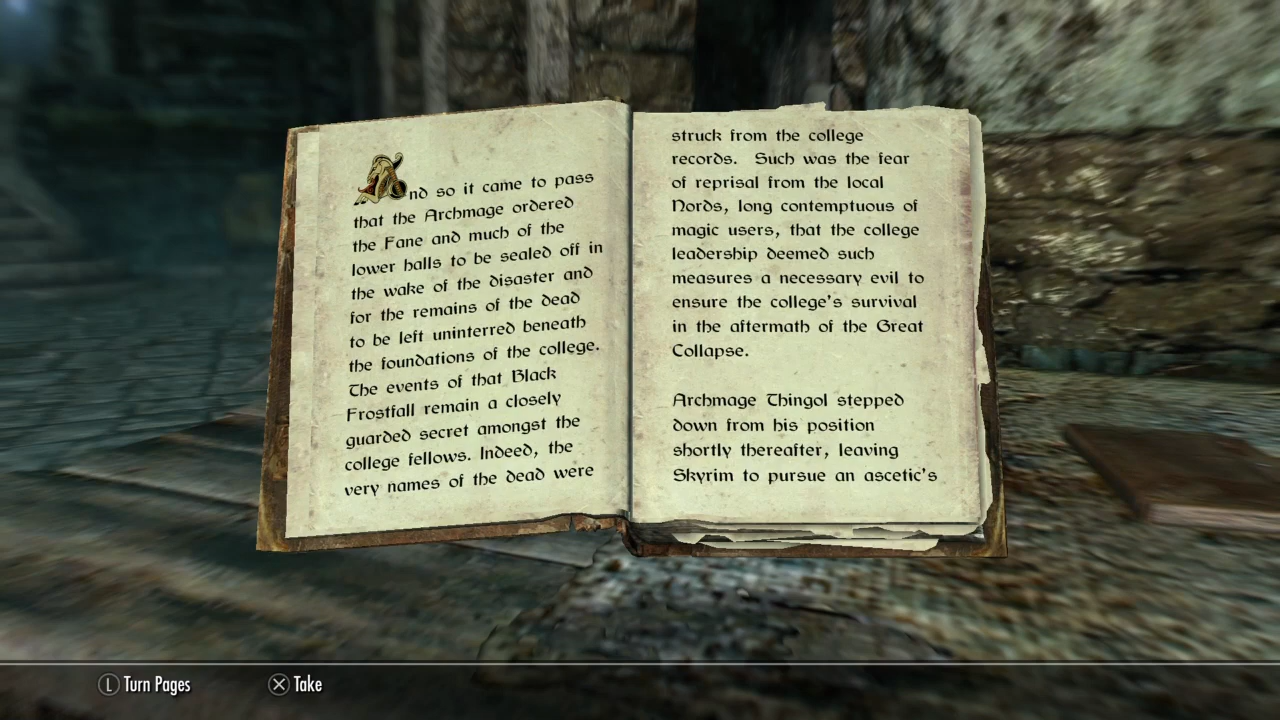 And so it came to pass
that the Archmage ordered
the Fane and much of the
lower halls to be sealed off in
the wake of the disaster and
for the remains of the dead
to be left uninterred beneath
the foundations of the college.
The events of that Black
Frostfall remain a closely
guarded secret amongst the
college fellows. Indeed, the
very names of the dead were
struck from the college
records.  Such was the fear
of reprisal from the local
Nords, long contemptuous of
magic users, that the college
leadership deemed such
measures a necessary evil to
ensure the college's survival
in the aftermath of the Great
Collapse.
Archmage Thingol stepped
down from his position
shortly thereafter, leaving
Skyrim to pursue an ascetic's
L Turn Pages
X Take